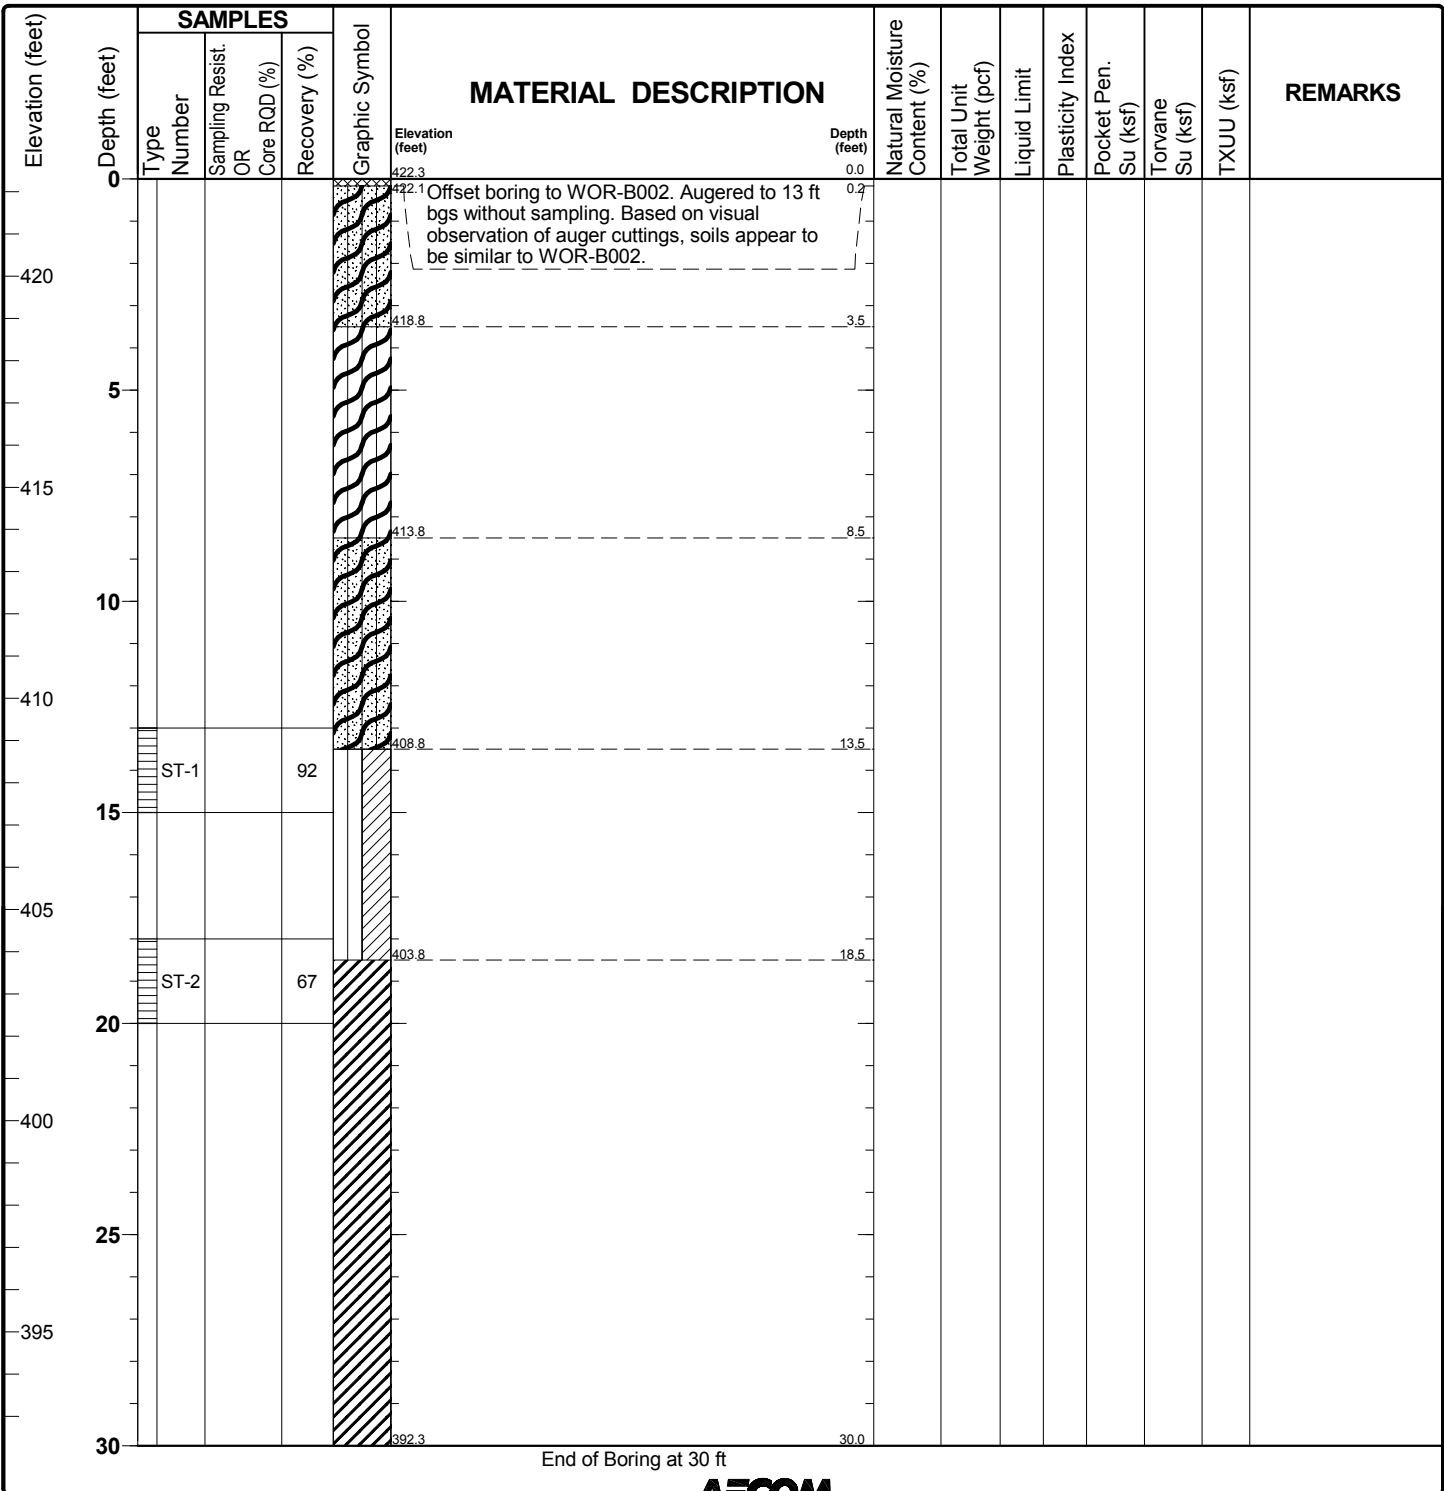 Elevation (feet)
Depth (feet)
SAMPLES
Type
Number
Sampling Resist.
OR
Core RQD (%)
Recovery (%)
Graphic Symbol
MATERIAL DESCRIPTION
Elevation
(feet)
Depth
(feet)
Natural Moisture
Content (%)
Total Unit
Weight (pcf)
Liquid Limit
Plasticity Index
Pocket Pen.
Su (ksf)
Torvane
Su (ksf)
TXUU (ksf)
REMARKS
0
422.3
0.0
422.1
0.2
Offset boring to WOR-B002. Augered to 13 ft
bgs without sampling. Based on visual
observation of auger cuttings, soils appear to
be similar to WOR-B002.
420
418.8
3.5
5
415
413.8
8.5
10
410
408.8
13.5
ST-1
92
15
405
403.8
18.5
ST-2
67
20
400
25
395
30
392.3
30.0
End of Boring at 30 ft
AECOM